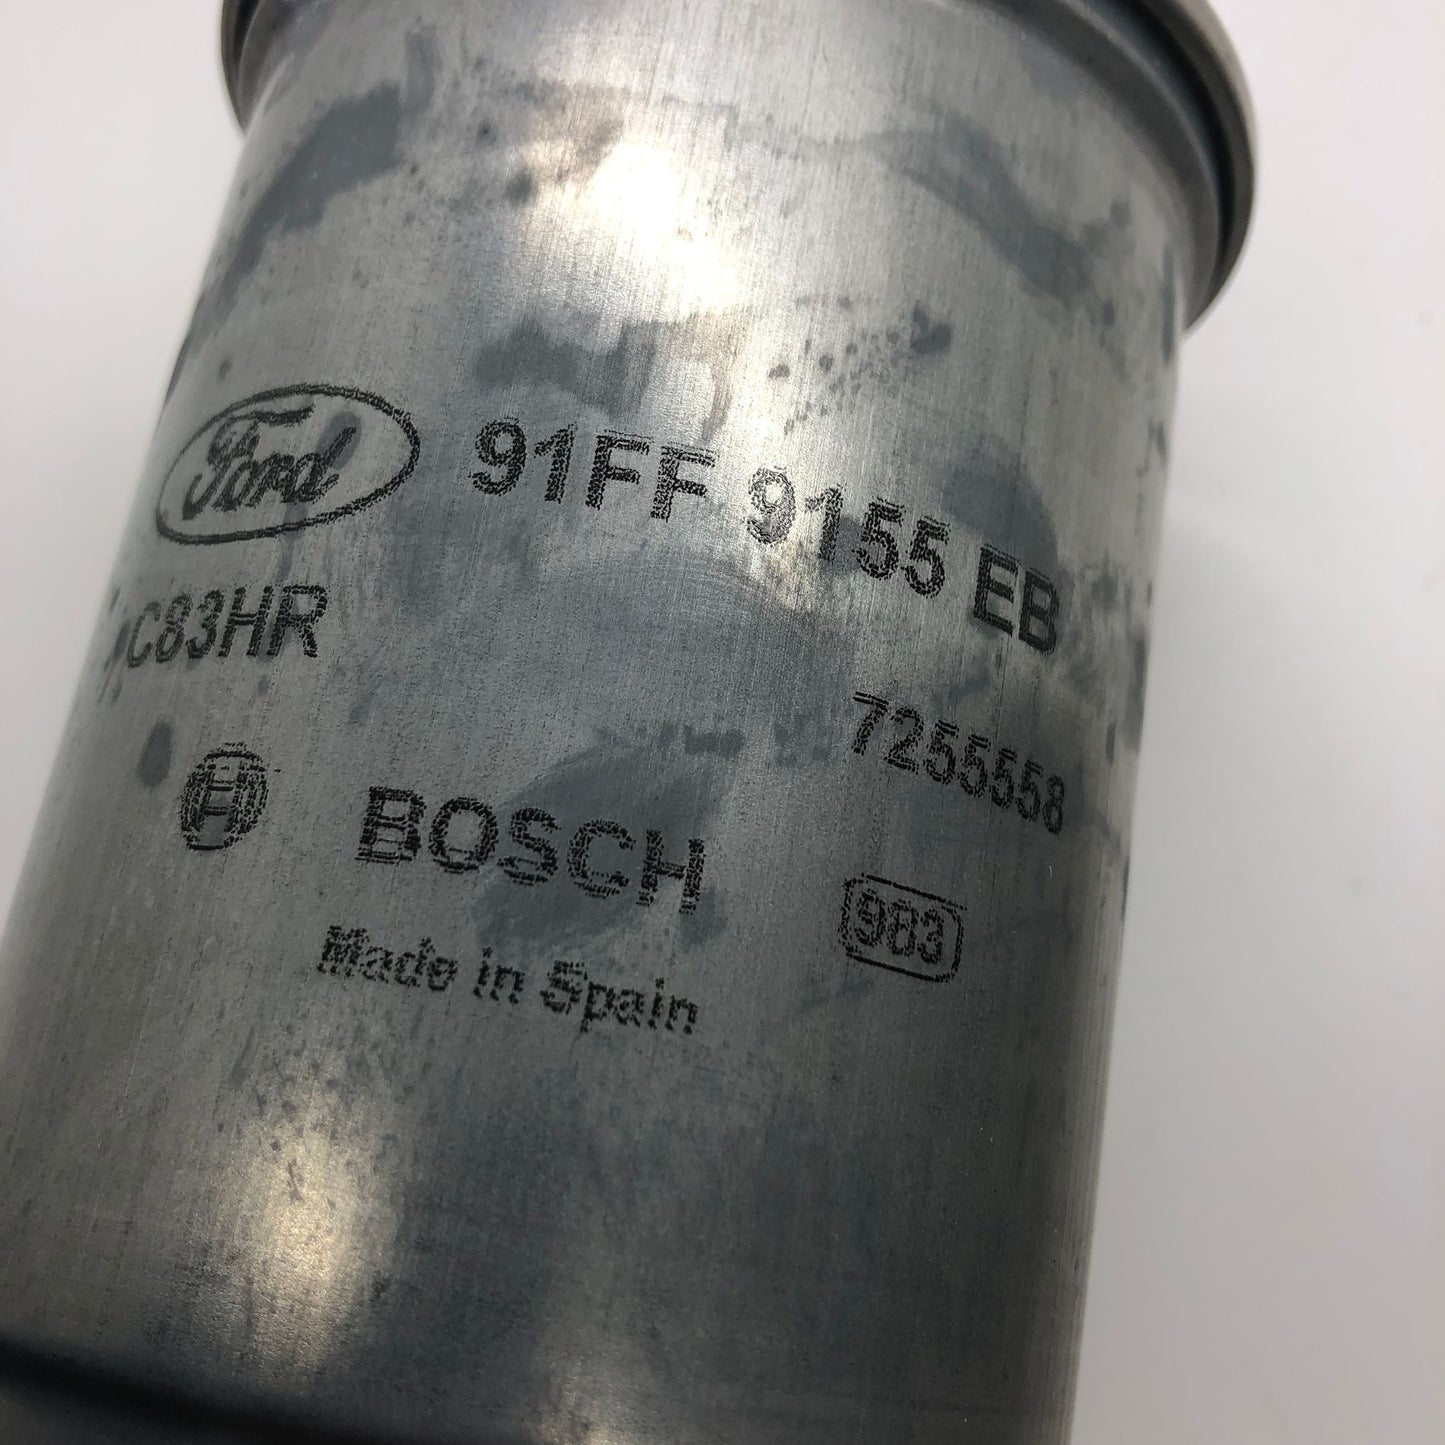 Ford 91FF 9155 EB
C83HR
7255558
BOSCH
983
Made in Spain